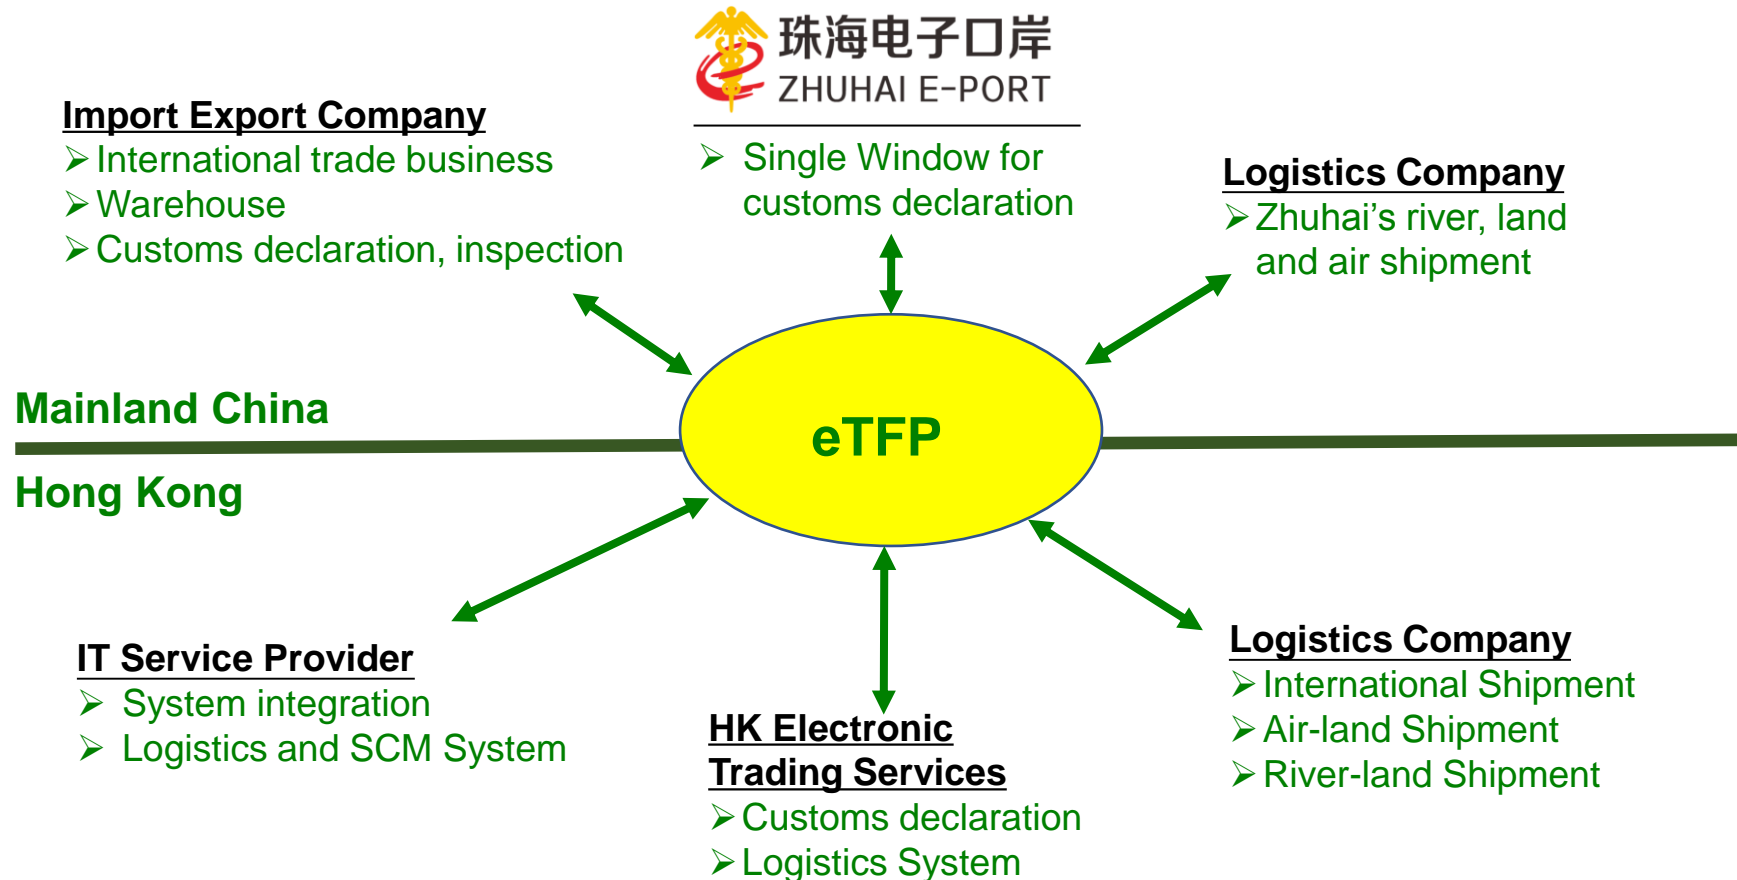 珠海电子口岸
ZHUHAI E-PORT
Import Export Company
➢ International trade business
➢ Warehouse
➢ Customs declaration, inspection
➢ Single Window for
customs declaration
Logistics Company
➢ Zhuhai’s river, land
and air shipment
Mainland China
eTFP
Hong Kong
IT Service Provider
➢ System integration
➢ Logistics and SCM System
HK Electronic
Trading Services
➢ Customs declaration
➢ Logistics System
Logistics Company
➢ International Shipment
➢ Air-land Shipment
➢ River-land Shipment